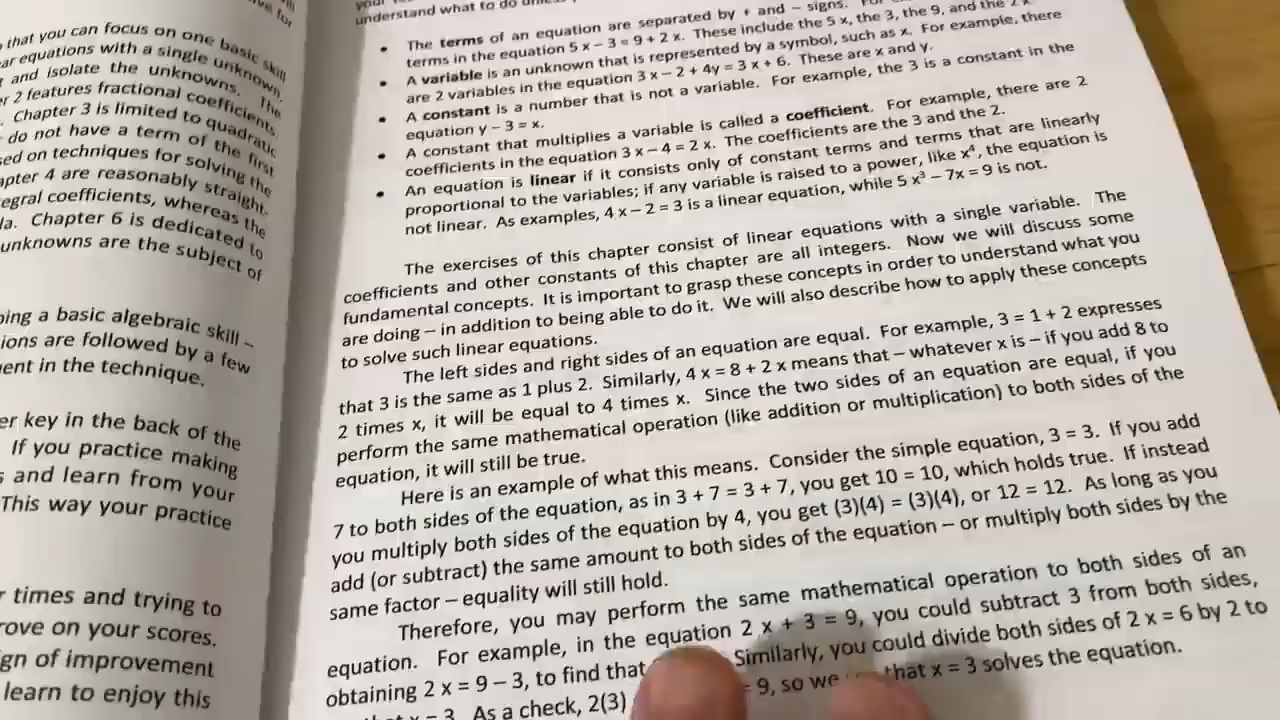 that you can focus on one basic skill
equations with a single unknown,
and isolate the unknowns. The
2 features fractional coefficients.
Chapter 3 is limited to quadratic
do not have a term of the first
on techniques for solving the
4 are reasonably straight-
coefficients, whereas the
Chapter 6 is dedicated to
unknowns are the subject of
a basic algebraic skill –
are followed by a few
in the technique.
key in the back of the
If you practice making
and learn from your
This way your practice
times and trying to
on your scores.
of improvement
learn to enjoy this
understand what to do
• The terms of an equation are separated by + and – signs.
terms in the equation 5 x – 3 = 9 + 2 x. These include the 5 x, the 3, the 9, and the 2 x.
• A variable is an unknown that is represented by a symbol, such as x. For example, there
are 2 variables in the equation 3 x – 2 + 4y = 3 x + 6. These are x and y.
• A constant is a number that is not a variable. For example, the 3 is a constant in the
equation y – 3 = x.
• A constant that multiplies a variable is called a coefficient. For example, there are 2
coefficients in the equation 3 x – 4 = 2 x. The coefficients are the 3 and the 2.
• An equation is linear if it consists only of constant terms and terms that are linearly
proportional to the variables; if any variable is raised to a power, like x⁴, the equation is
not linear. As examples, 4 x – 2 = 3 is a linear equation, while 5 x³ – 7x = 9 is not.
The exercises of this chapter consist of linear equations with a single variable. The
coefficients and other constants of this chapter are all integers. Now we will discuss some
fundamental concepts. It is important to grasp these concepts in order to understand what you
are doing – in addition to being able to do it. We will also describe how to apply these concepts
to solve such linear equations.
The left sides and right sides of an equation are equal. For example, 3 = 1 + 2 expresses
that 3 is the same as 1 plus 2. Similarly, 4 x = 8 + 2 x means that – whatever x is – if you add 8 to
2 times x, it will be equal to 4 times x. Since the two sides of an equation are equal, if you
perform the same mathematical operation (like addition or multiplication) to both sides of the
equation, it will still be true.
Here is an example of what this means. Consider the simple equation, 3 = 3. If you add
7 to both sides of the equation, as in 3 + 7 = 3 + 7, you get 10 = 10, which holds true. If instead
you multiply both sides of the equation by 4, you get (3)(4) = (3)(4), or 12 = 12. As long as you
add (or subtract) the same amount to both sides of the equation – or multiply both sides by the
same factor – equality will still hold.
Therefore, you may perform the same mathematical operation to both sides of an
equation. For example, in the equation 2 x + 3 = 9, you could subtract 3 from both sides,
obtaining 2 x = 9 – 3, to find that Similarly, you could divide both sides of 2 x = 6 by 2 to
x = 3. As a check, 2(3) = 9, so we that x = 3 solves the equation.